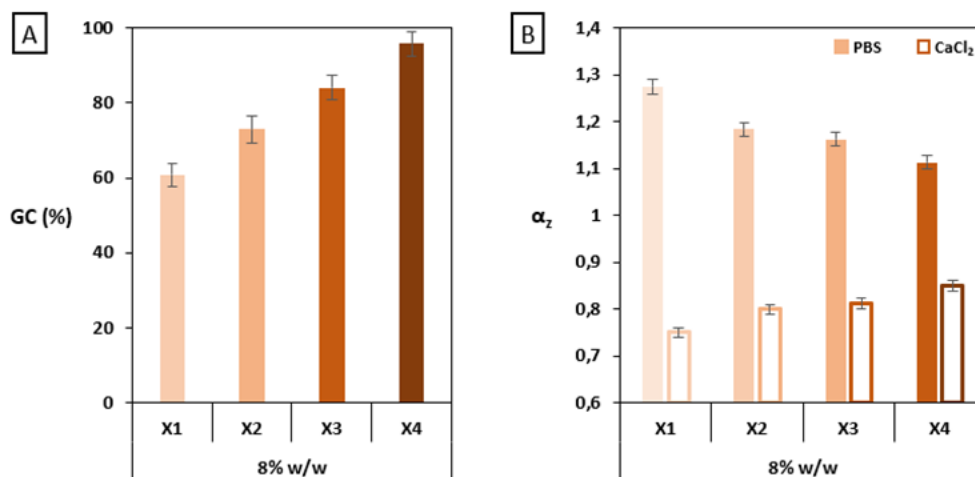 A
GC (%)
100
80
60
40
20
0
X1 X2 X3 X4
8% w/w
B
PBS CaCl₂
αz
1,4
1,3
1,2
1,1
1
0,9
0,8
0,7
0,6
X1 X2 X3 X4
8% w/w